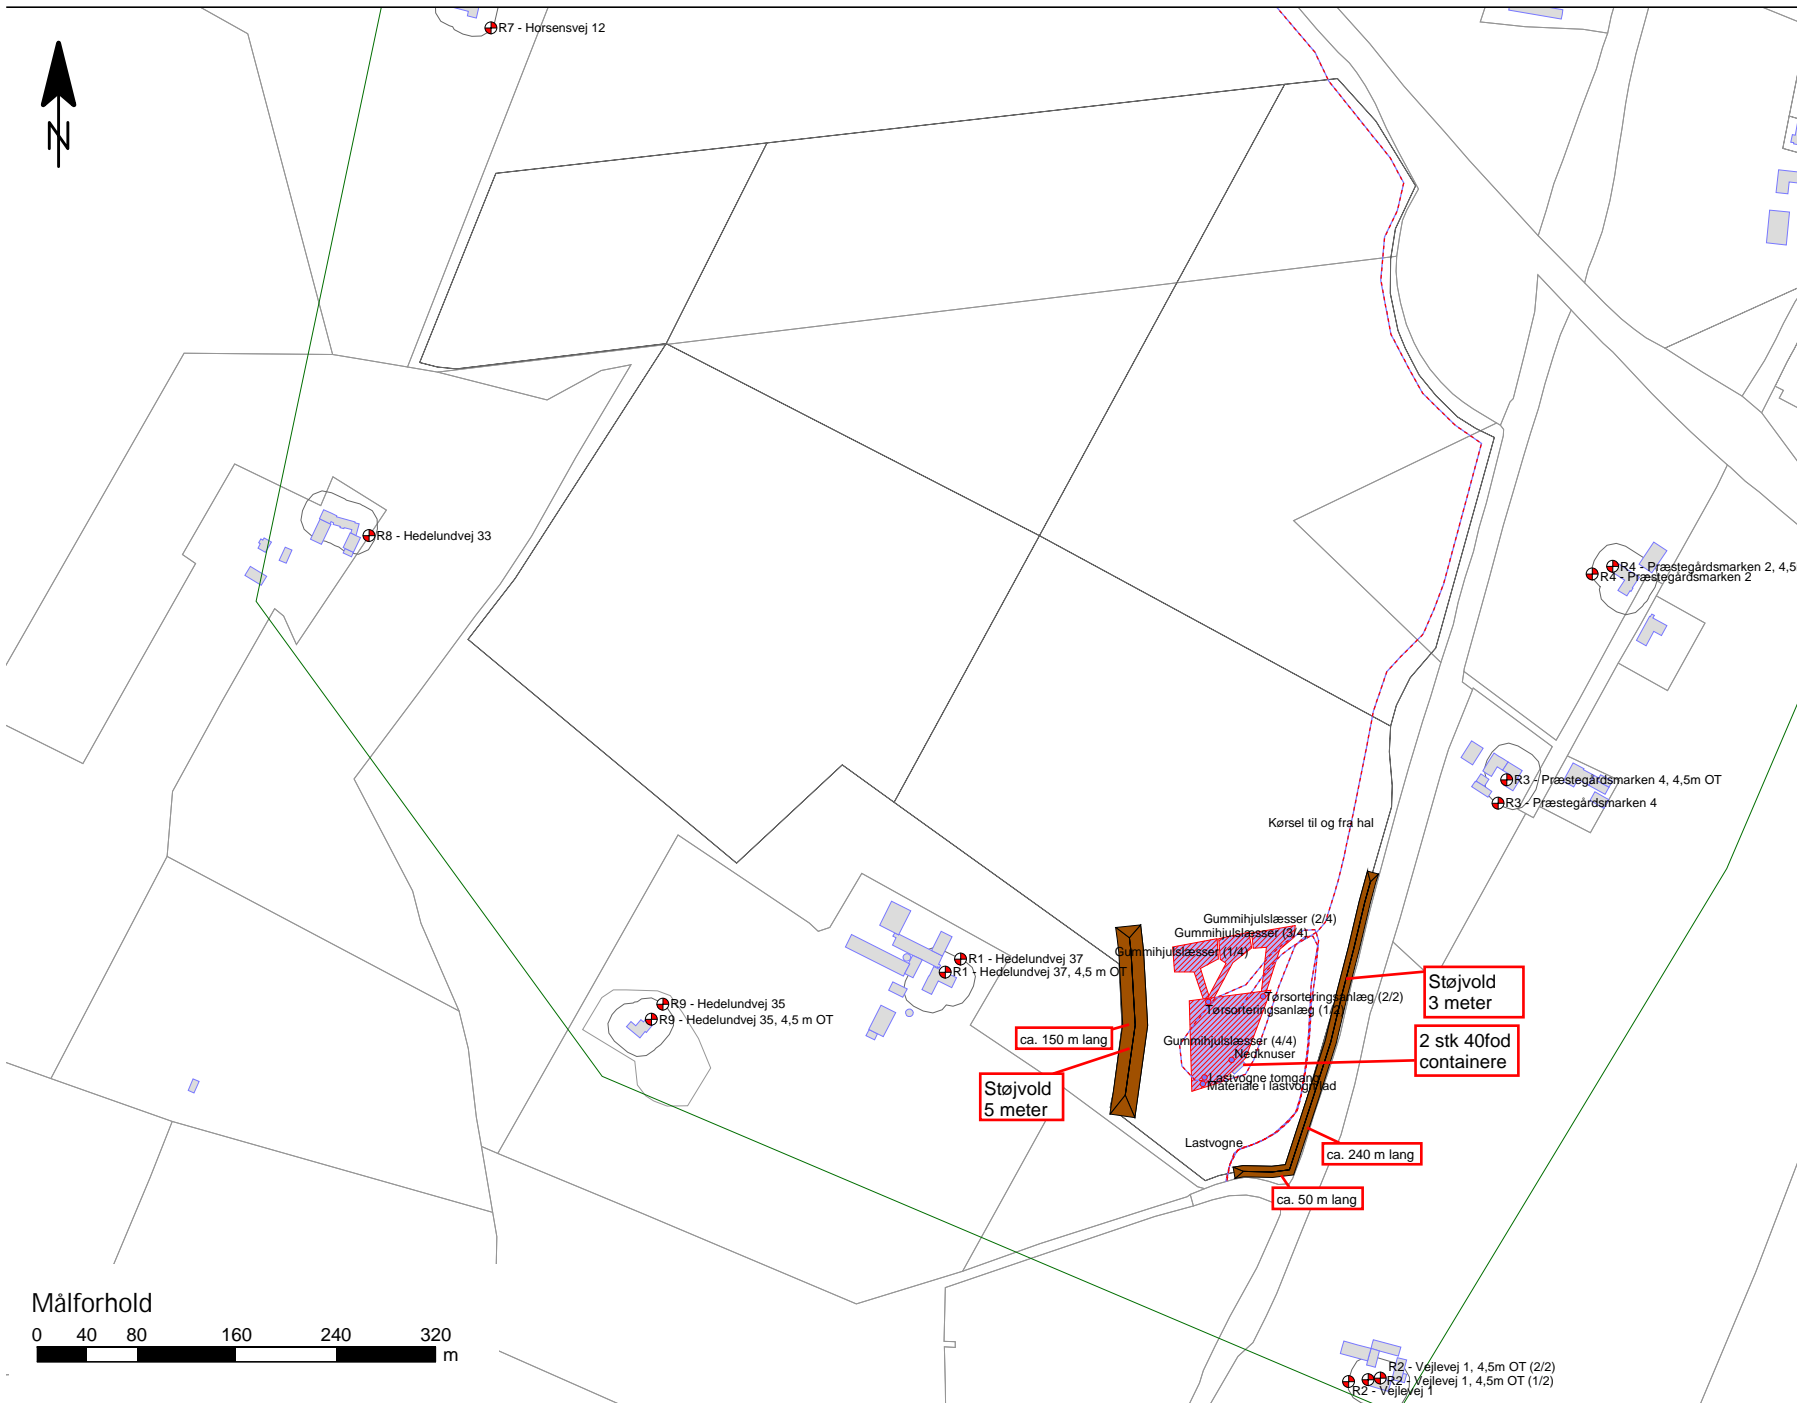 R7 - Horsensvej 12
N
R8 - Hedelundvej 33
R4 - Præstegårdsmarken 2, 4,5
R4 - Præstegårdsmarken 2
R3 - Præstegårdsmarken 4, 4,5m OT
R3 - Præstegårdsmarken 4
Kørsel til og fra hal
Gummihjulslæsser (2/4)
Gummihjulslæsser (3/4)
Gummihjulslæsser (1/4)
R1 - Hedelundvej 37
R1 - Hedelundvej 37, 4,5 m OT
Støjvold
3 meter
Tørsorteringsanlæg (2/2)
Tørsorteringsanlæg (1/2)
R9 - Hedelundvej 35
R9 - Hedelundvej 35, 4,5 m OT
ca. 150 m lang
Gummihjulslæsser (4/4)
Nedknuser
2 stk 40fod
containere
Støjvold
5 meter
Lastvogne tomgang
Materiale i lastvognlad
Lastvogne
ca. 240 m lang
ca. 50 m lang
Målforhold
0 40 80 160 240 320
m
R2 - Vejlevej 1, 4,5m OT (2/2)
R2 - Vejlevej 1, 4,5m OT (1/2)
R2 - Vejlevej 1